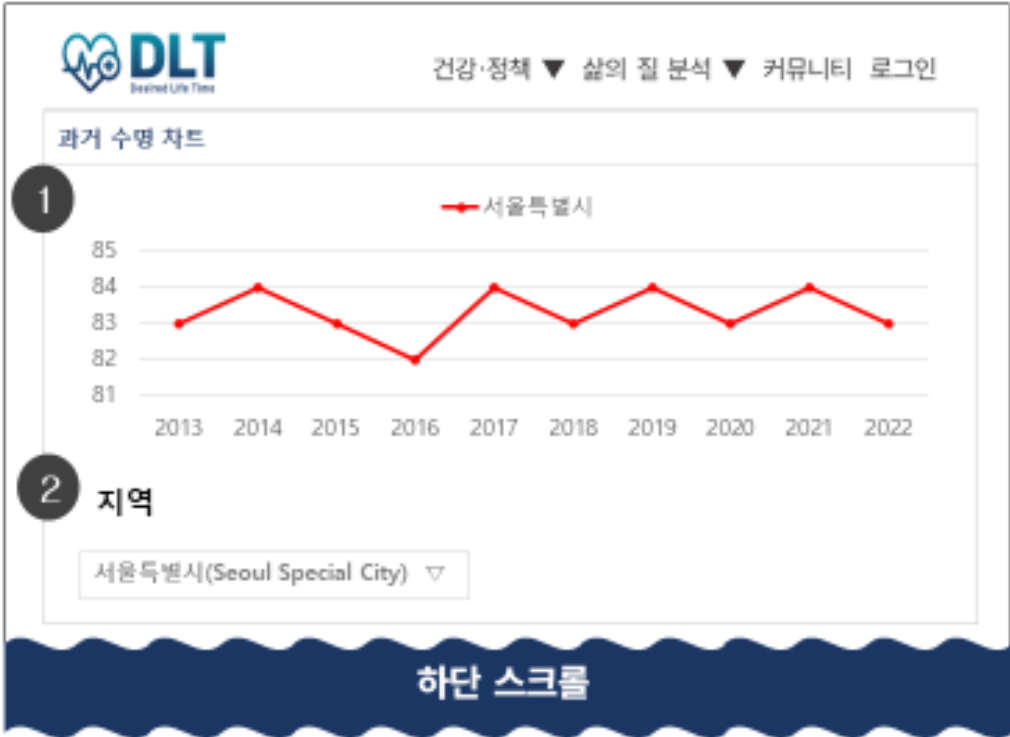 DLT
Desired Life Time
건강·정책 ▼ 삶의 질 분석 ▼ 커뮤니티 로그인
과거 수명 차트
1
서울특별시
85
84
83
82
81
2013 2014 2015 2016 2017 2018 2019 2020 2021 2022
2
지역
서울특별시(Seoul Special City) ▽
하단 스크롤